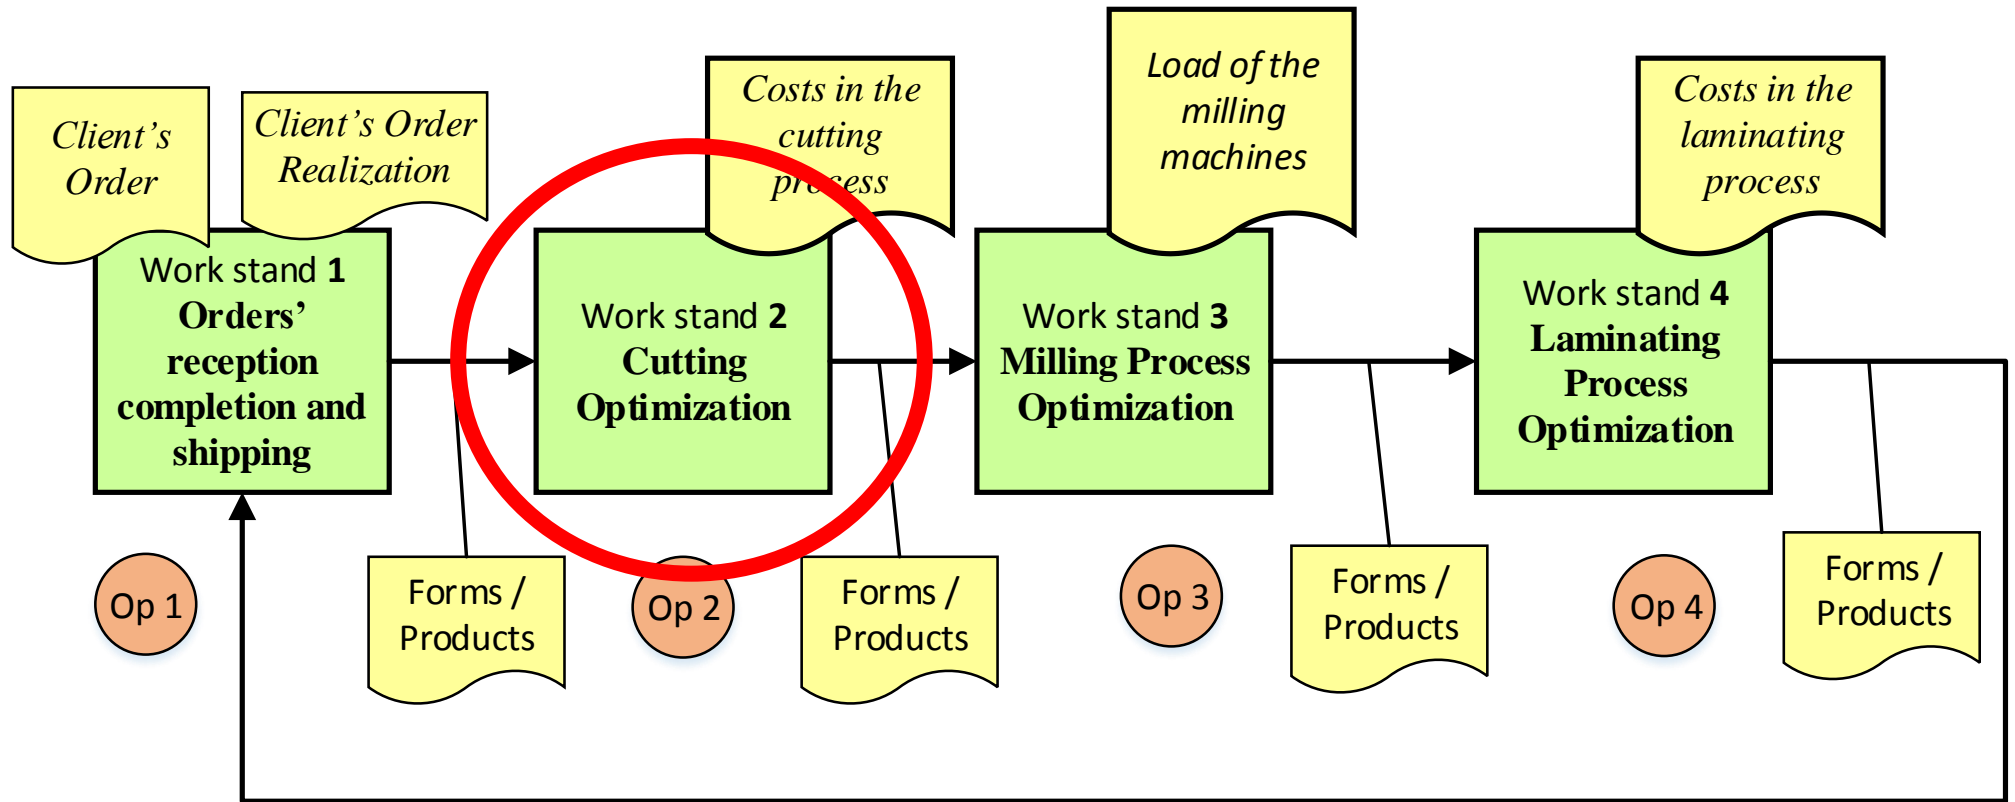 Client’s
Order
Client’s Order
Realization
Costs in the
cutting
process
Load of the
milling
machines
Costs in the
laminating
process
Work stand 1
Orders’
reception
completion and
shipping
Work stand 2
Cutting
Optimization
Work stand 3
Milling Process
Optimization
Work stand 4
Laminating
Process
Optimization
Op 1
Forms /
Products
Op 2
Forms /
Products
Op 3
Forms /
Products
Op 4
Forms /
Products